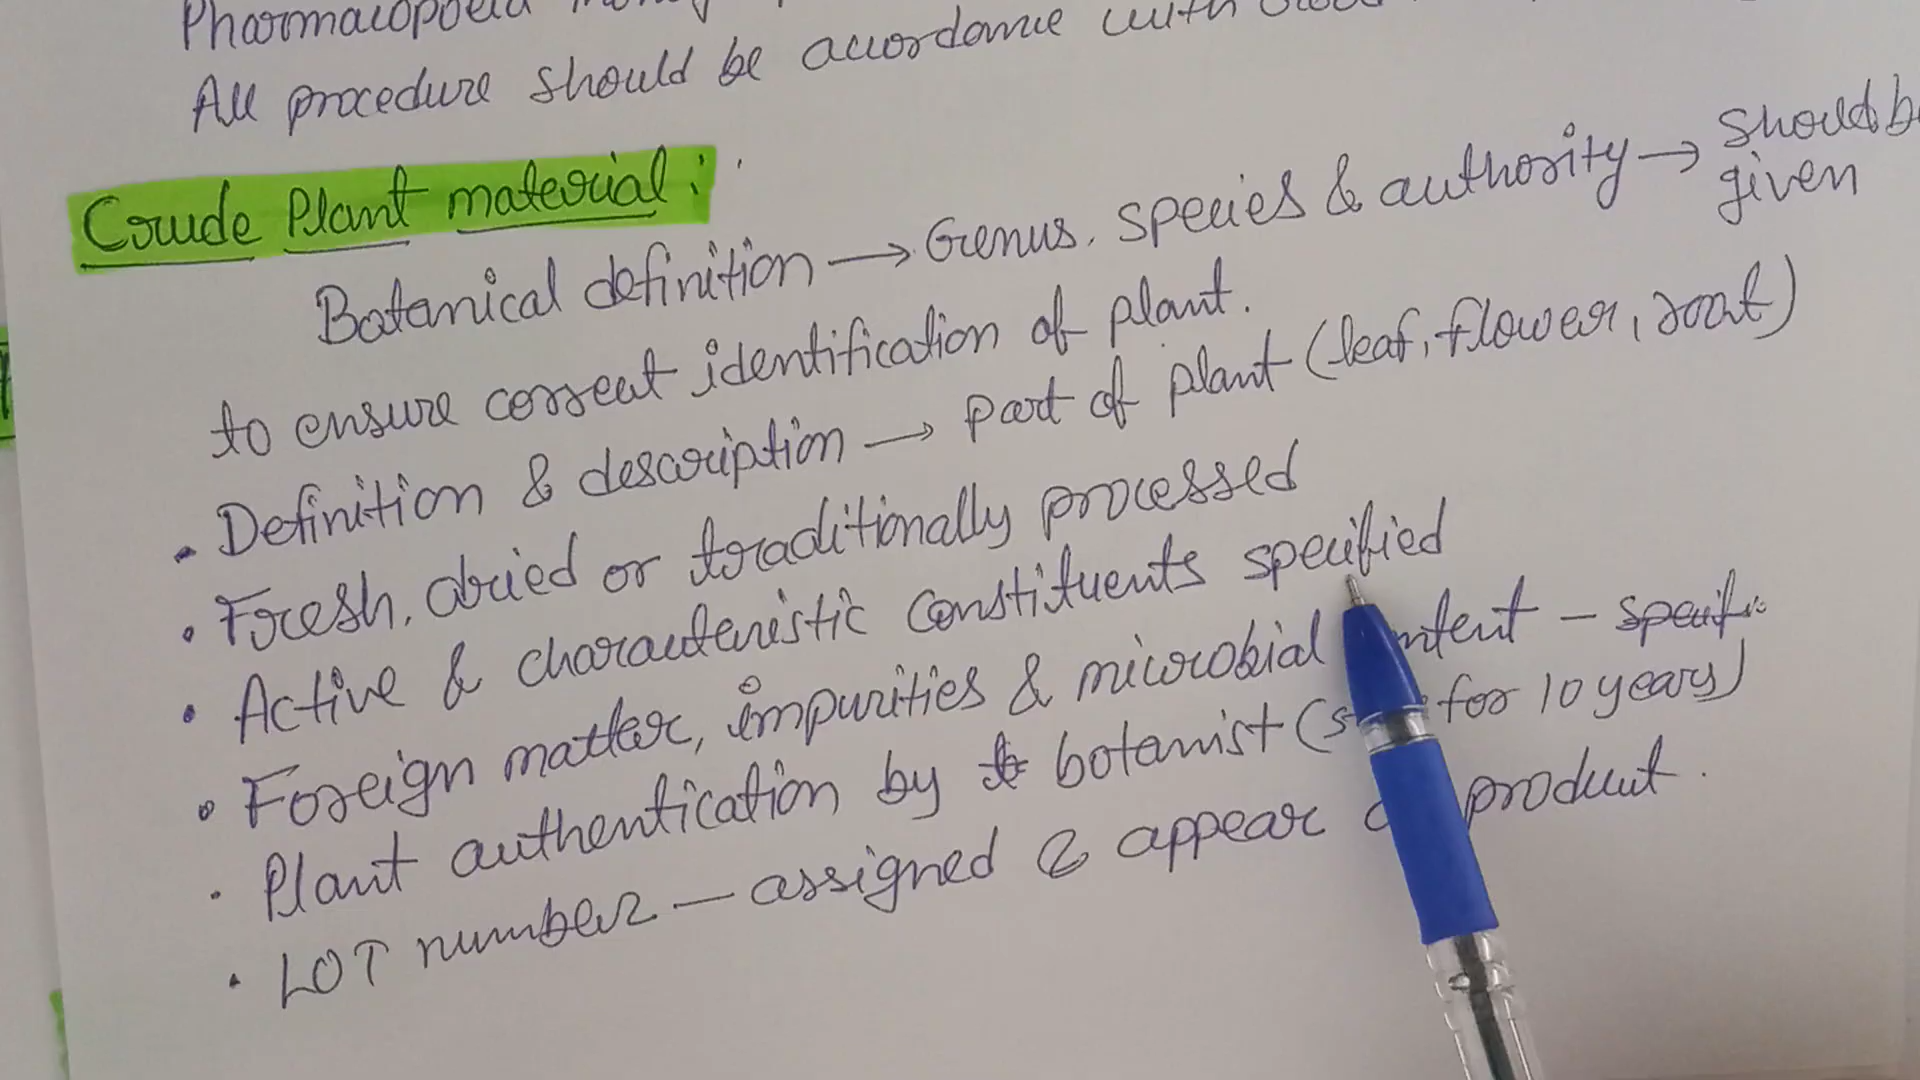 Pharmacopoeia
All procedure should be accordance with
Crude Plant material :
Botanical definition → Genus, species & authority → should be given
to ensure correct identification of plant.
• Definition & description → part of plant (leaf, flower, root)
• Fresh, dried or traditionally processed
• Active & characteristic constituents specified
• Foreign matter, impurities & microbial content - specifi
• Plant authentication by botanist ( for 10 years)
• LOT number - assigned & appear product.